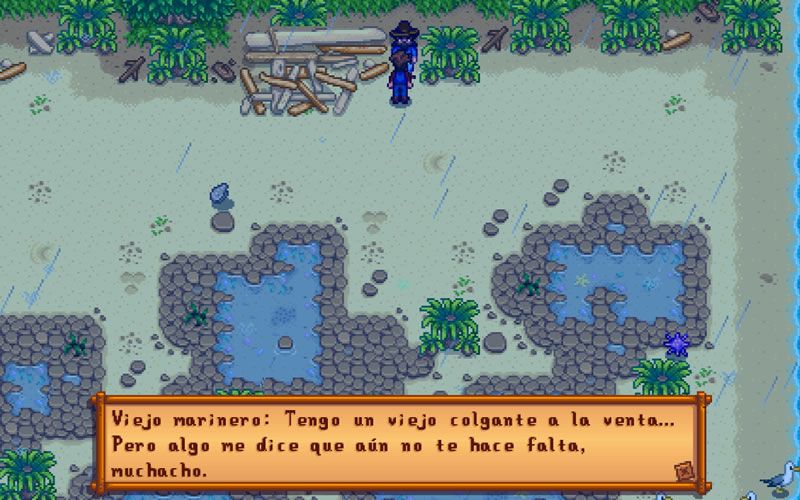 Viejo marinero: Tengo un viejo colgante a la venta...
Pero algo me dice que aún no te hace falta,
muchacho.